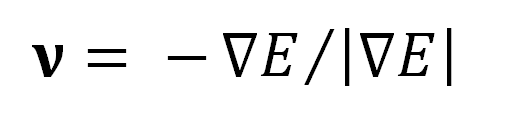 𝛎 = −∇𝐸/|∇𝐸|